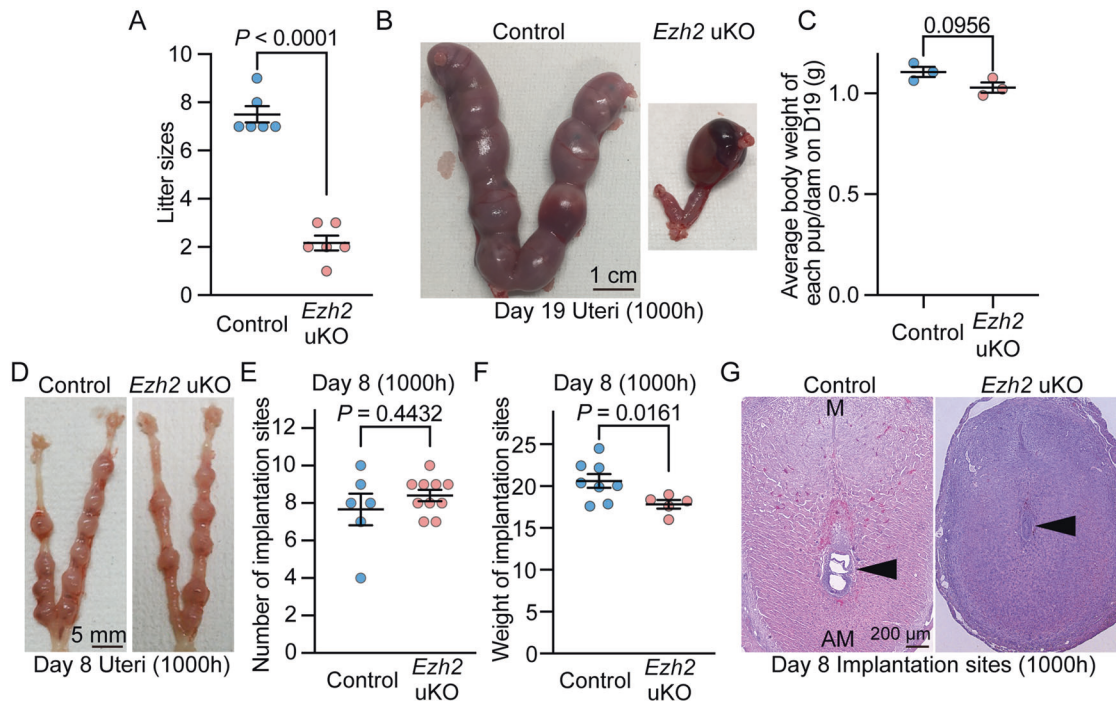 A
P < 0.0001
10
8
6
4
2
0
Litter sizes
Control
Ezh2
uKO
B
Control
Ezh2 uKO
1 cm
Day 19 Uteri (1000h)
C
0.0956
1.0
0.5
0.0
Average body weight of
each pup/dam on D19 (g)
Control
Ezh2
uKO
D
Control
Ezh2 uKO
5 mm
Day 8 Uteri (1000h)
E
Day 8 (1000h)
P = 0.4432
12
10
8
6
4
2
0
Number of implantation sites
Control
Ezh2
uKO
F
Day 8 (1000h)
P = 0.0161
25
20
15
10
5
0
Weight of implantation sites
Control
Ezh2
uKO
G
Control
Ezh2 uKO
M
AM
200 µm
Day 8 Implantation sites (1000h)